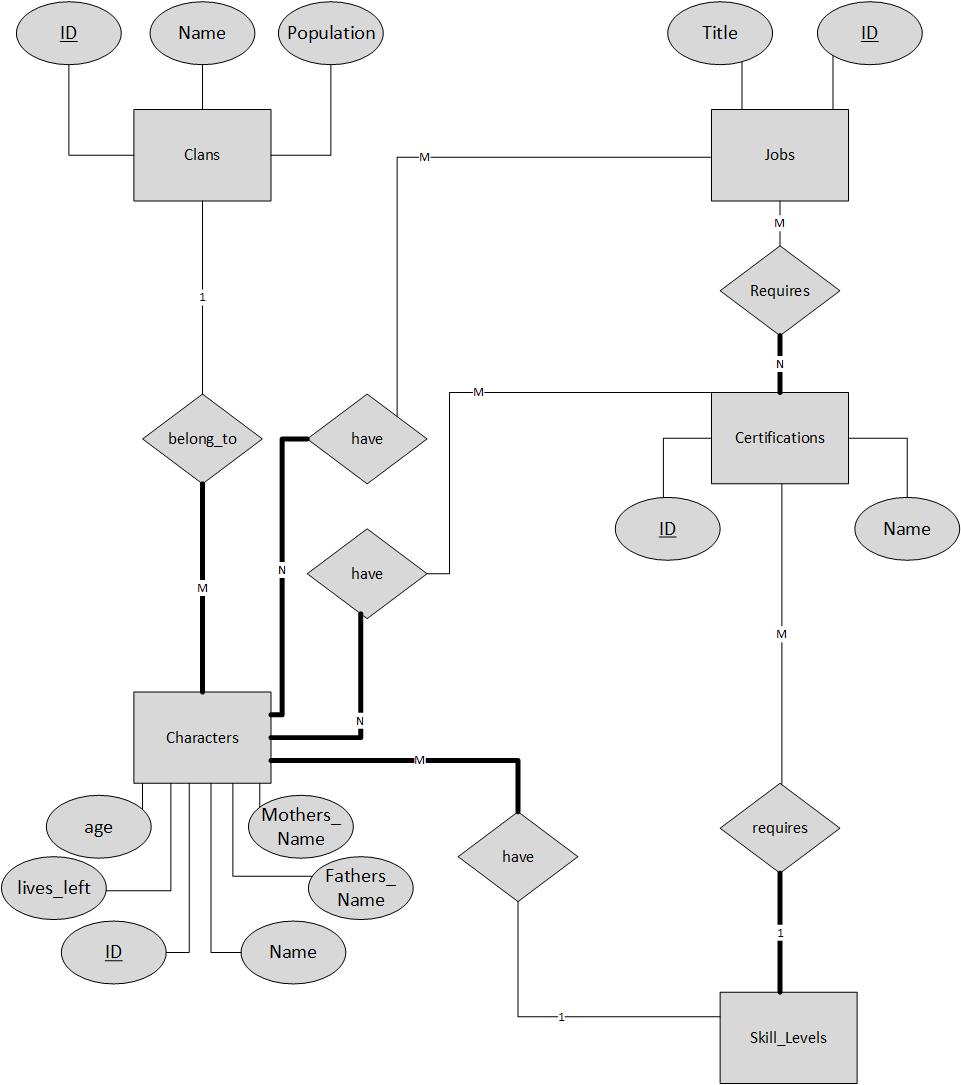 ID
Name
Population
Title
ID
Clans
Jobs
M
M
Requires
1
N
M
belong_to
have
Certifications
ID
Name
N
have
M
M
N
Characters
M
age
Mothers_
Name
requires
have
lives_left
Fathers_
Name
1
ID
Name
1
Skill_Levels